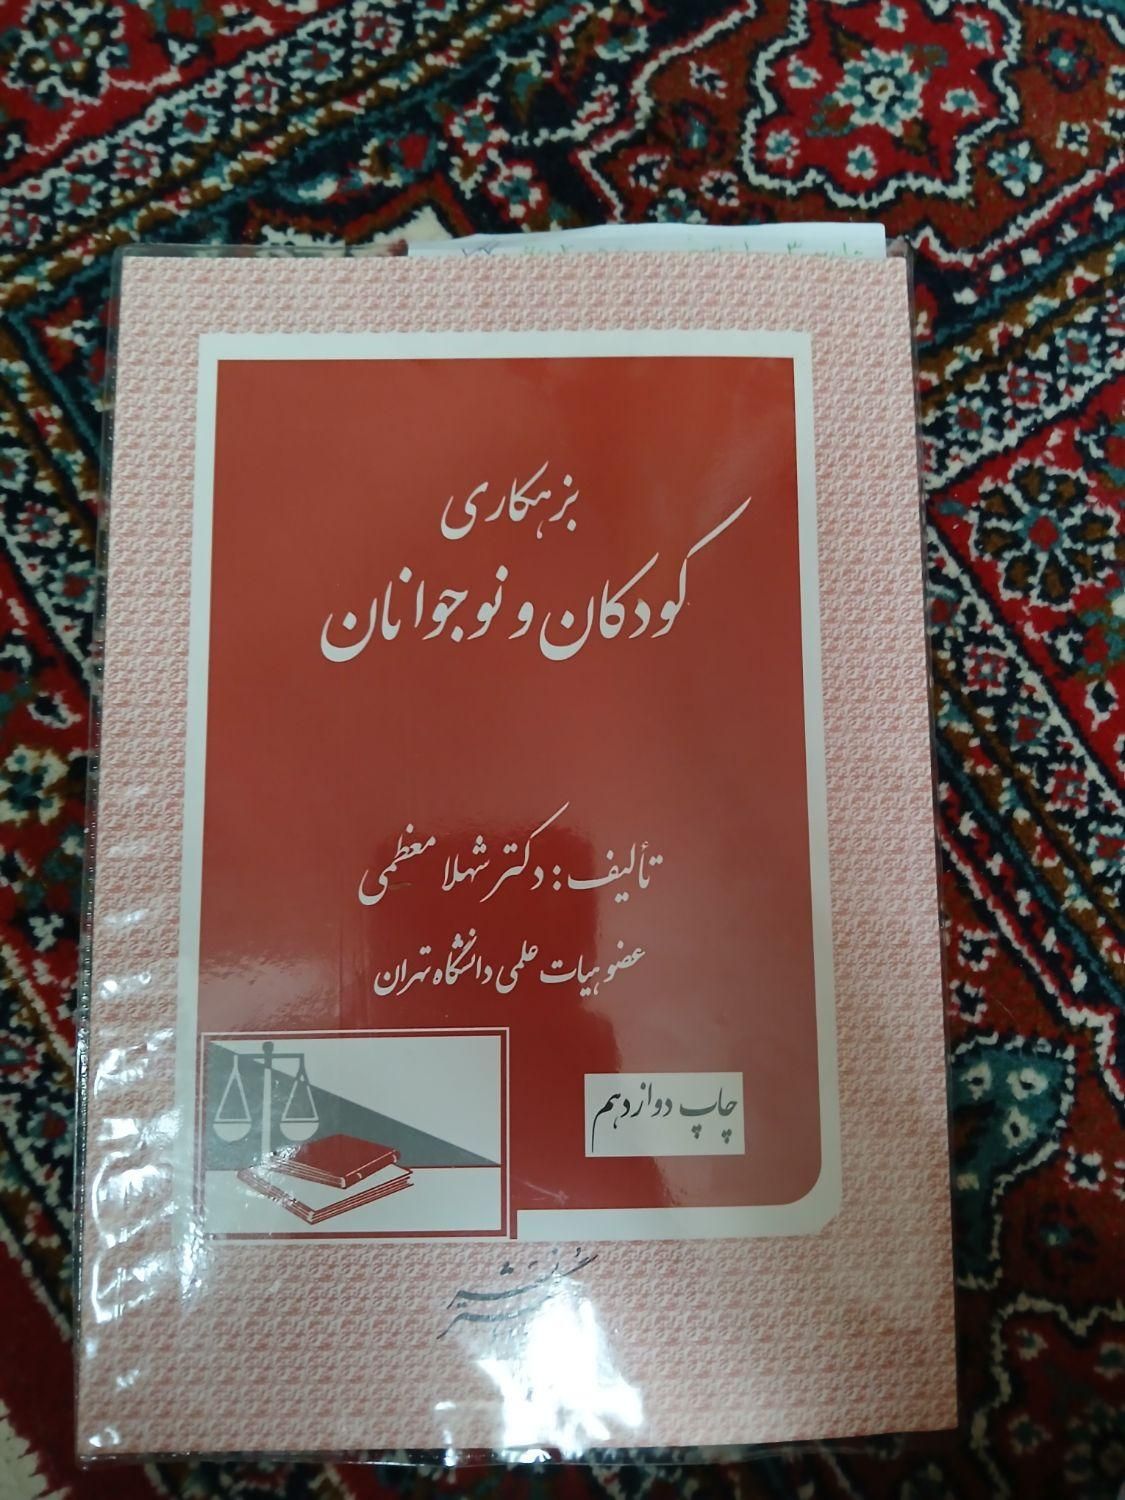 بزهکاری
کودکان و نوجوانان
تألیف: دکتر شهلا معظمی
عضو هیات علمی دانشگاه تهران
چاپ دوازدهم